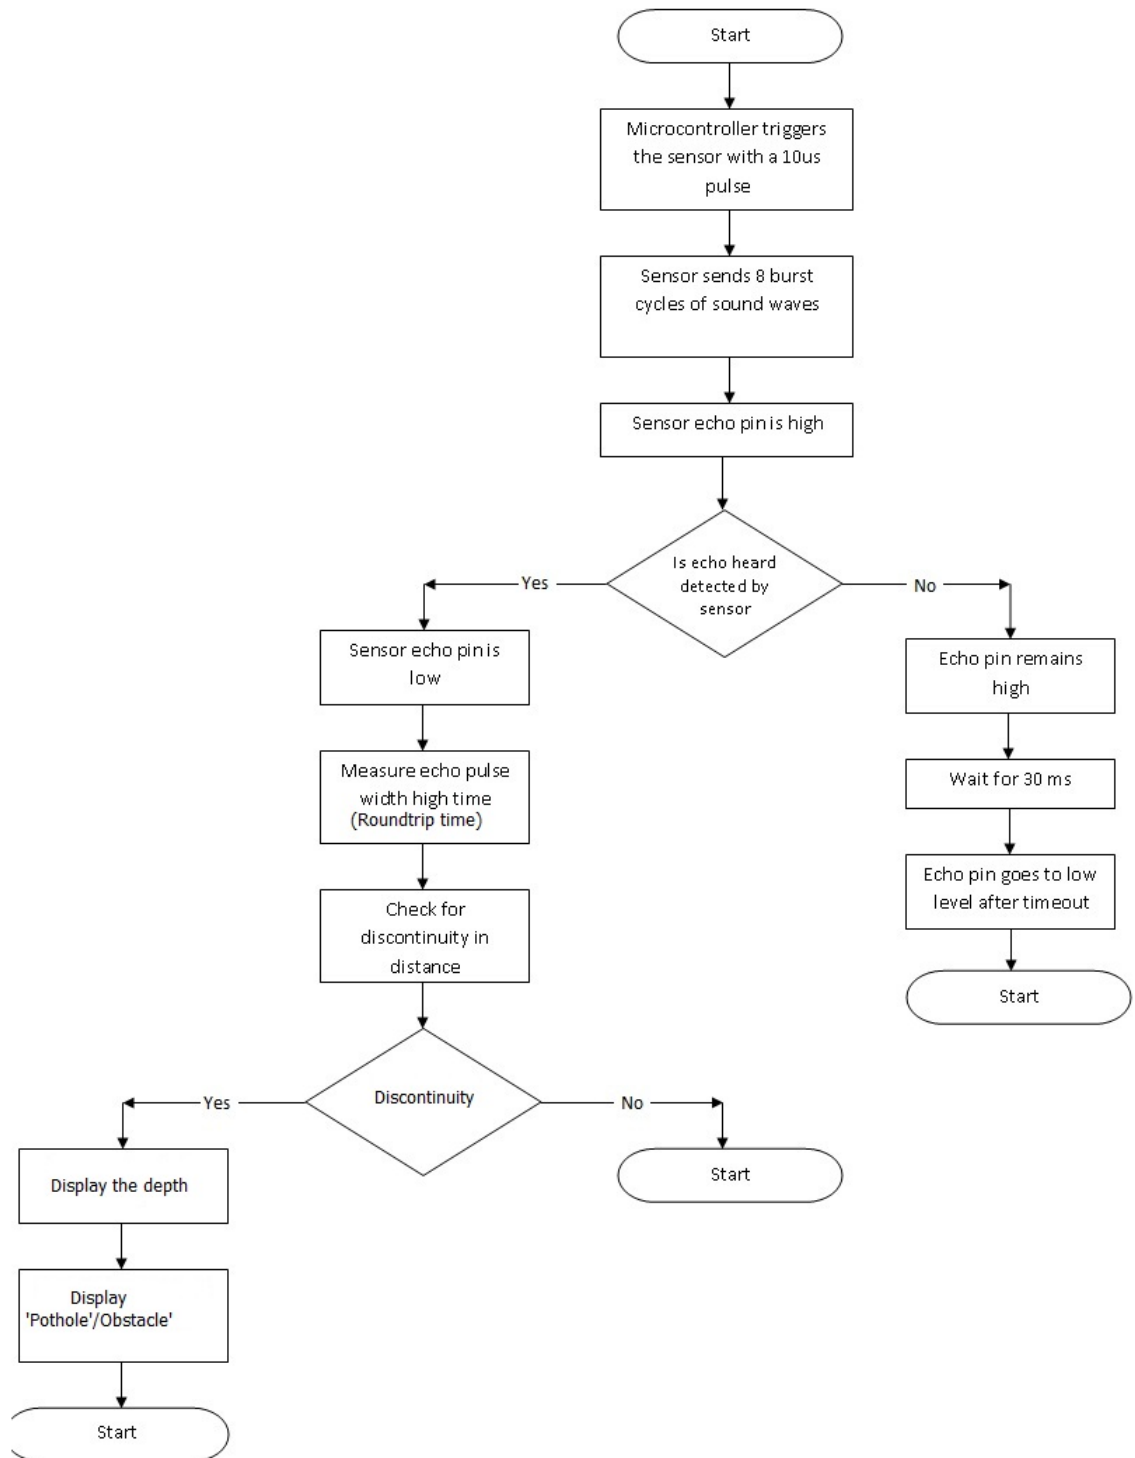 Start
Microcontroller triggers
the sensor with a 10us
pulse
Sensor sends 8 burst
cycles of sound waves
Sensor echo pin is high
Is echo heard
detected by
sensor
Yes
No
Sensor echo pin is
low
Echo pin remains
high
Measure echo pulse
width high time
(Roundtrip time)
Wait for 30 ms
Echo pin goes to low
level after timeout
Check for
discontinuity in
distance
Start
Discontinuity
Yes
No
Display the depth
Start
Display
'Pothole'/Obstacle'
Start